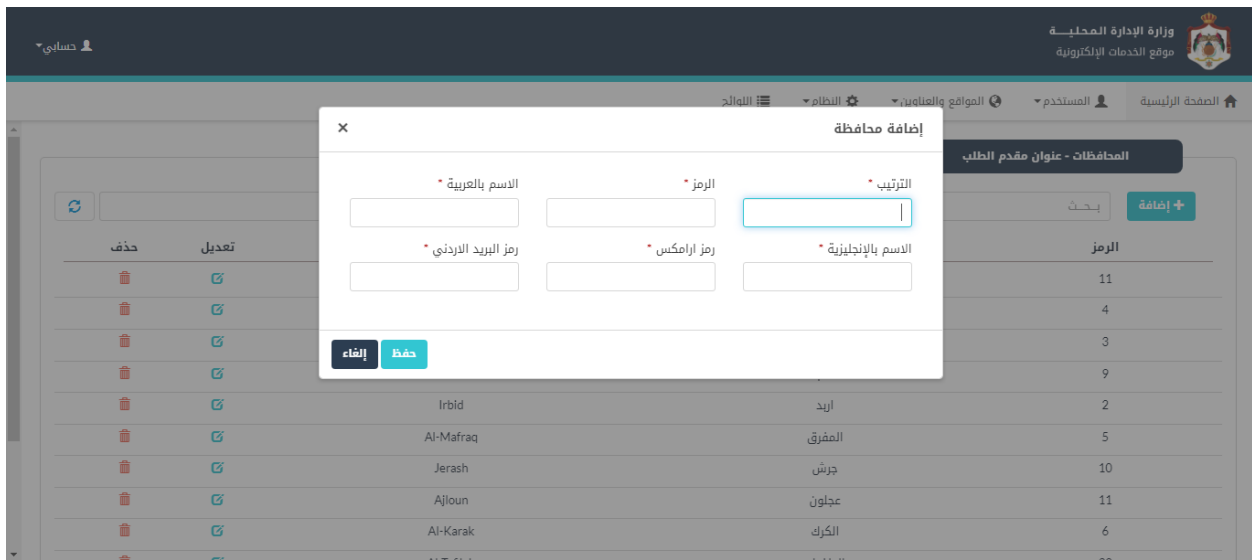 وزارة الإدارة المحليـــة
موقع الخدمات الإلكترونية
حسابي
الصفحة الرئيسية المستخدم المواقع والعناوين النظام اللوائح
إضافة محافظة ×
المحافظات - عنوان مقدم الطلب
الترتيب * الرمز * الاسم بالعربية *
+ إضافة بـحـث
الاسم بالإنجليزية * رمز ارامكس * رمز البريد الاردني *
الرمز تعديل حذف
11
4
3
حفظ إلغاء
9
2 اربد Irbid
5 المفرق Al-Mafraq
10 جرش Jerash
11 عجلون Ajloun
6 الكرك Al-Karak